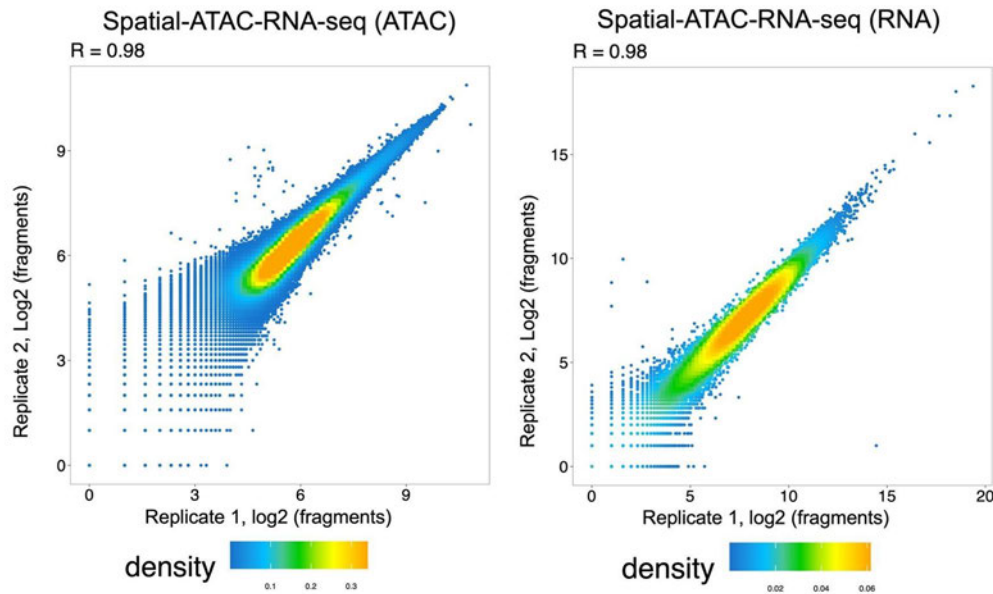 Spatial-ATAC-RNA-seq (ATAC)
R = 0.98
9
6
3
0
Replicate 2, Log2 (fragments)
0 3 6 9
Replicate 1, log2 (fragments)
density
0.1 0.2 0.3
Spatial-ATAC-RNA-seq (RNA)
R = 0.98
15
10
5
0
Replicate 2, Log2 (fragments)
0 5 10 15 20
Replicate 1, log2 (fragments)
density
0.02 0.04 0.06